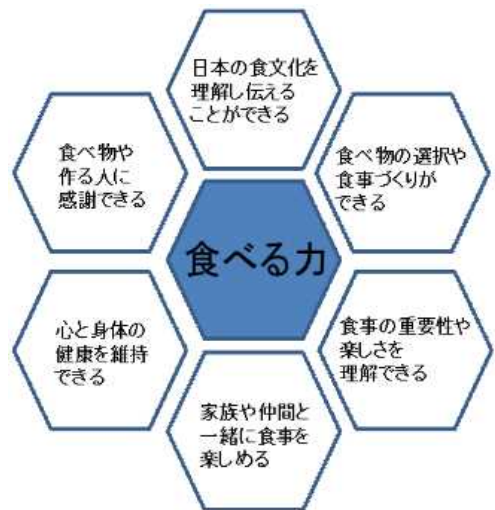 日本の食文化を
理解し伝える
ことができる
食べ物の選択や
食事づくりが
できる
食事の重要性や
楽しさを
理解できる
家族や仲間と
一緒に食事を
楽しめる
心と身体の
健康を維持
できる
食べ物や
作る人に
感謝できる
食べる力